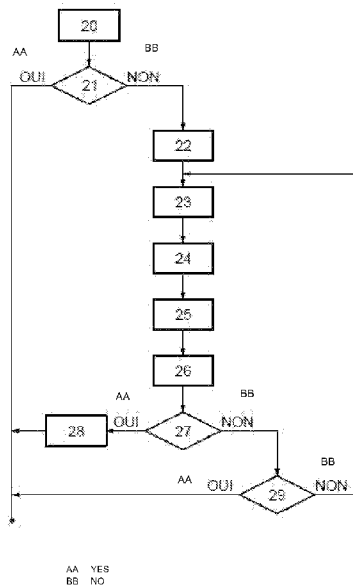 20
AA BB
OUI 21 NON
22
23
24
25
26
AA BB
28 OUI 27 NON
AA BB
OUI 29 NON
AA YES
BB NO